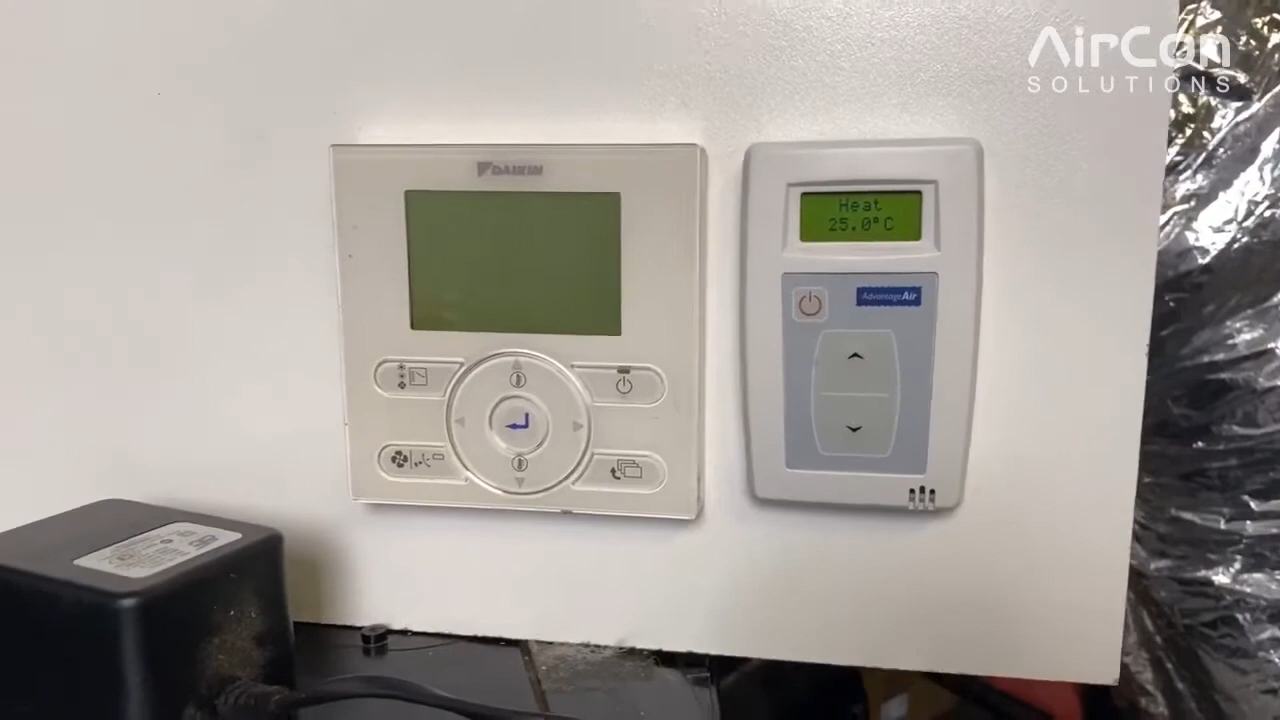 AirCon
SOLUTIONS
DAIKIN
Heat
25.0°C
AdvantageAir